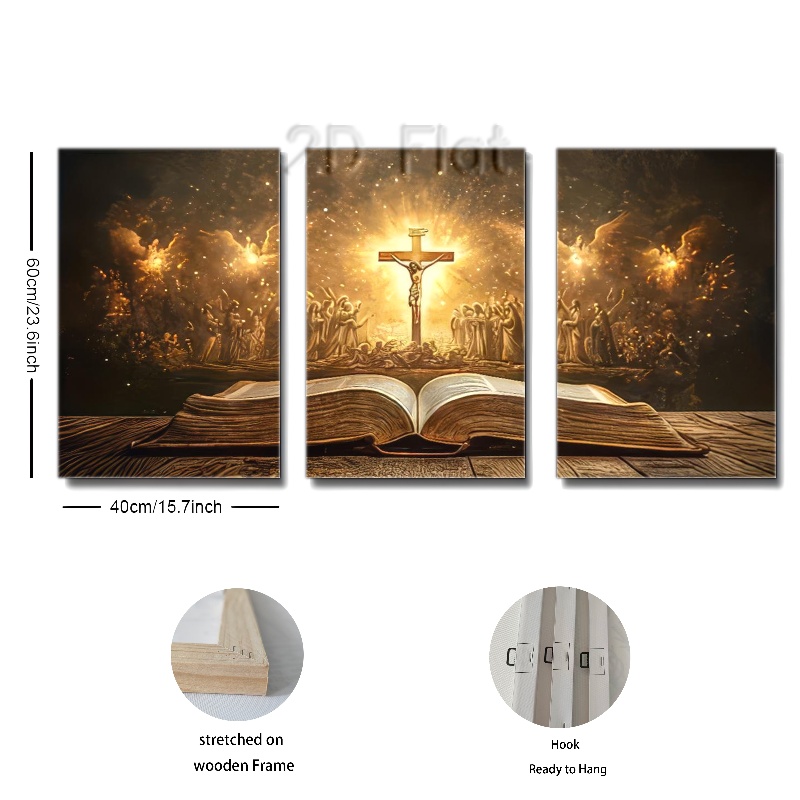 2D Flat
60cm/23.6inch
40cm/15.7inch
stretched on
wooden Frame
Hook
Ready to Hang